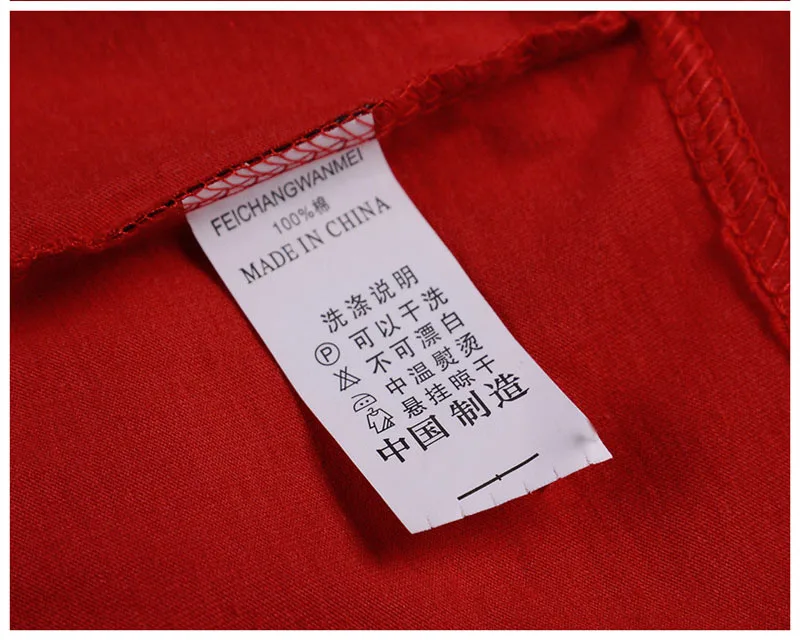 FEICHANGWANMEI
100%棉
MADE IN CHINA
洗涤说明
P 可以干洗
不可漂白
中温熨烫
悬挂晾干
中国制造